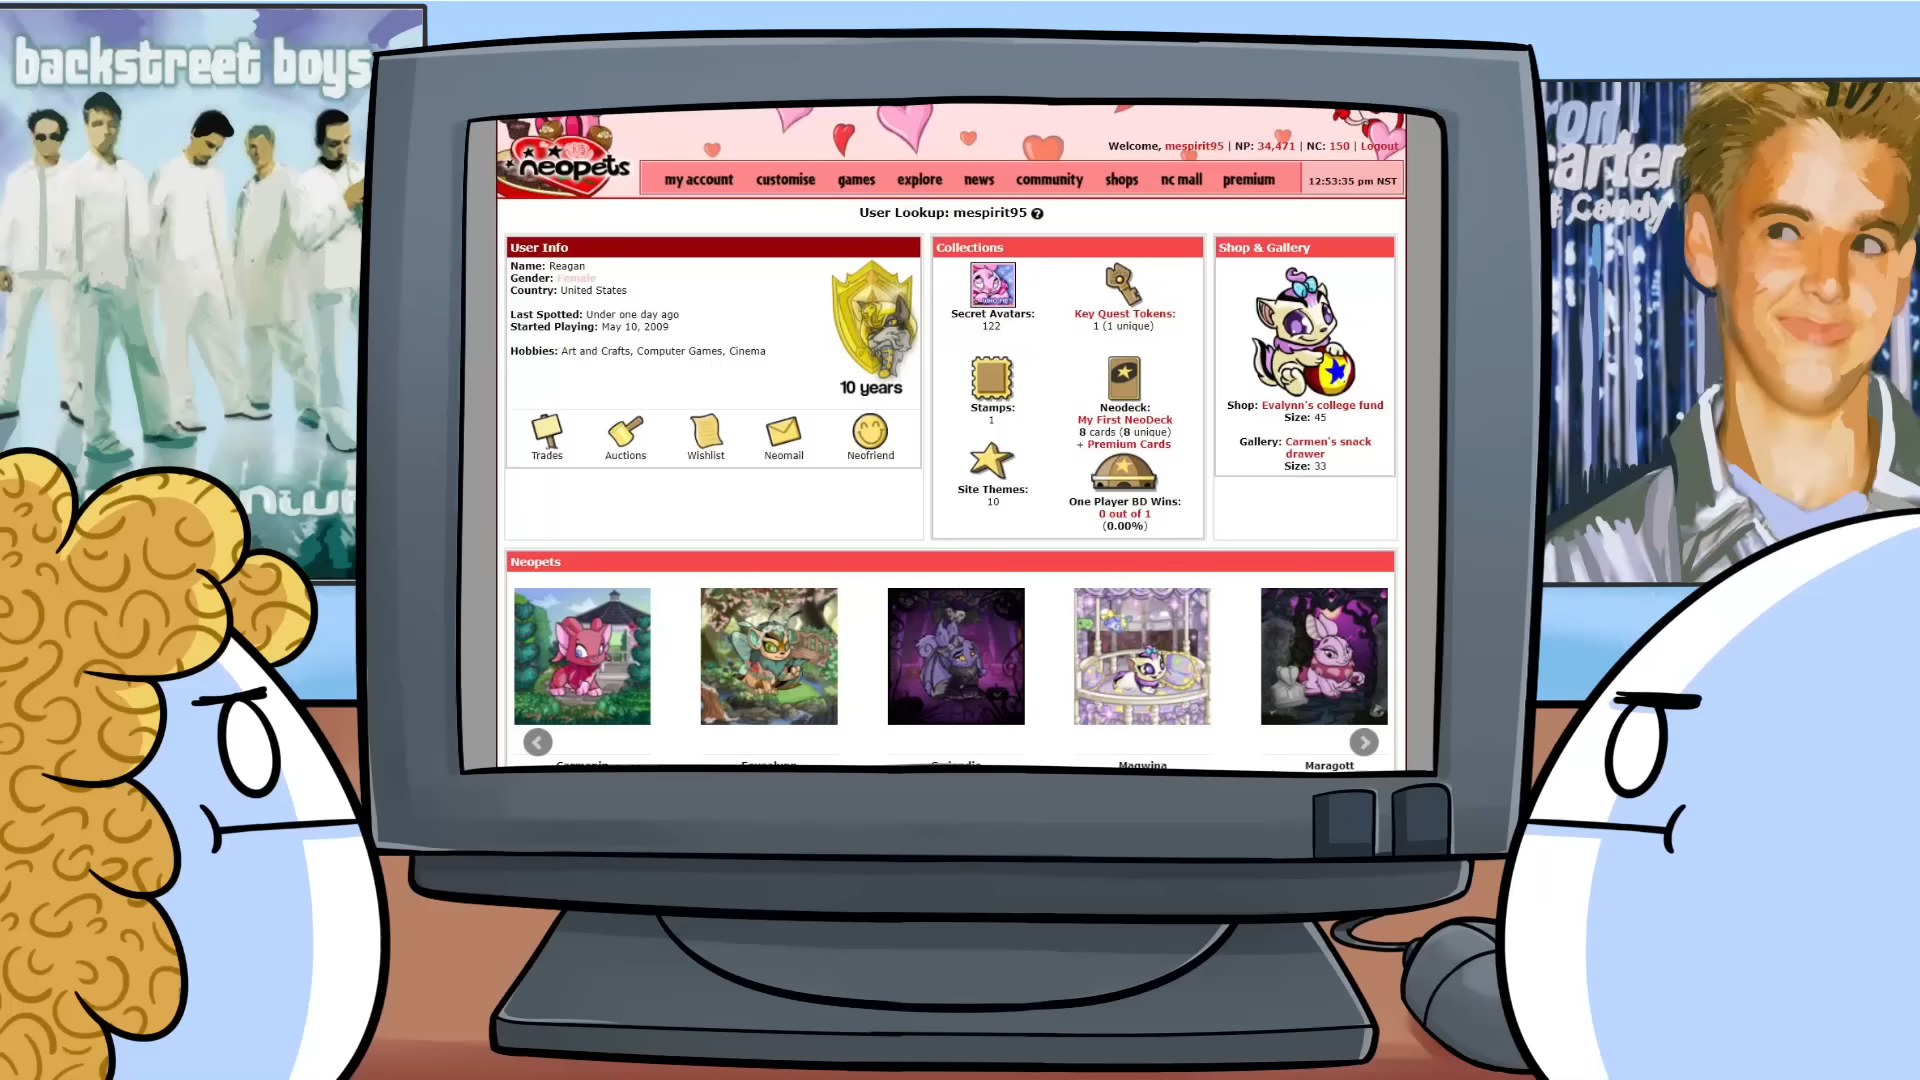 backstreet boys
neopets
Welcome, mespirit95 | NP: 34,471 | NC: 150 | Logout
my account customise games explore news community shops nc mall premium 12:53:35 pm NST
User Lookup: mespirit95
User Info
Name: Reagan
Gender: Female
Country: United States
Last Spotted: Under one day ago
Started Playing: May 10, 2009
Hobbies: Art and Crafts, Computer Games, Cinema
10 years
Trades Auctions Wishlist Neomail Neofriend
Collections
WHO ME?
Secret Avatars:
122
Key Quest Tokens:
1 (1 unique)
Stamps:
1
Neodeck:
My First NeoDeck
8 cards (8 unique)
+ Premium Cards
Site Themes:
10
One Player BD Wins:
0 out of 1
(0.00%)
Shop & Gallery
Shop: Evalynn's college fund
Size: 45
Gallery: Carmen's snack
drawer
Size: 33
Neopets
Magwina
Maragott
ron
arter
Candy